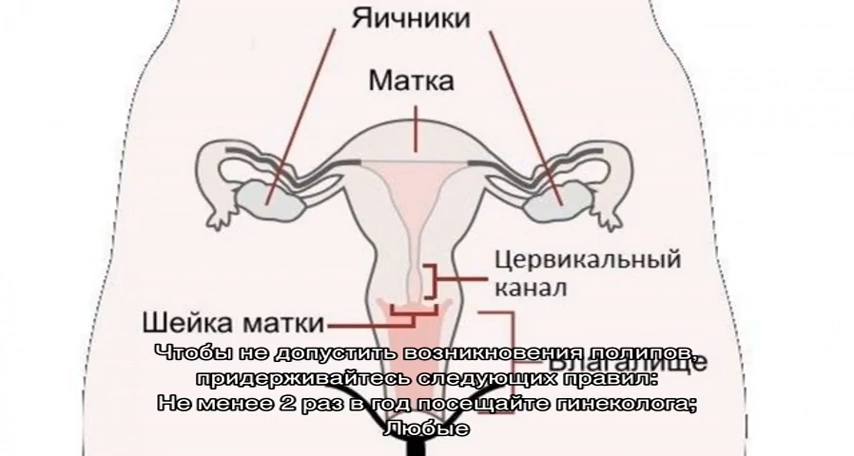 Яичники
Матка
Цервикальный
канал
Шейка матки
Влагалище
Чтобы не допустить возникновения полипов,
придерживайтесь следующих правил:
Не менее 2 раз в год посещайте гинеколога;
Любые